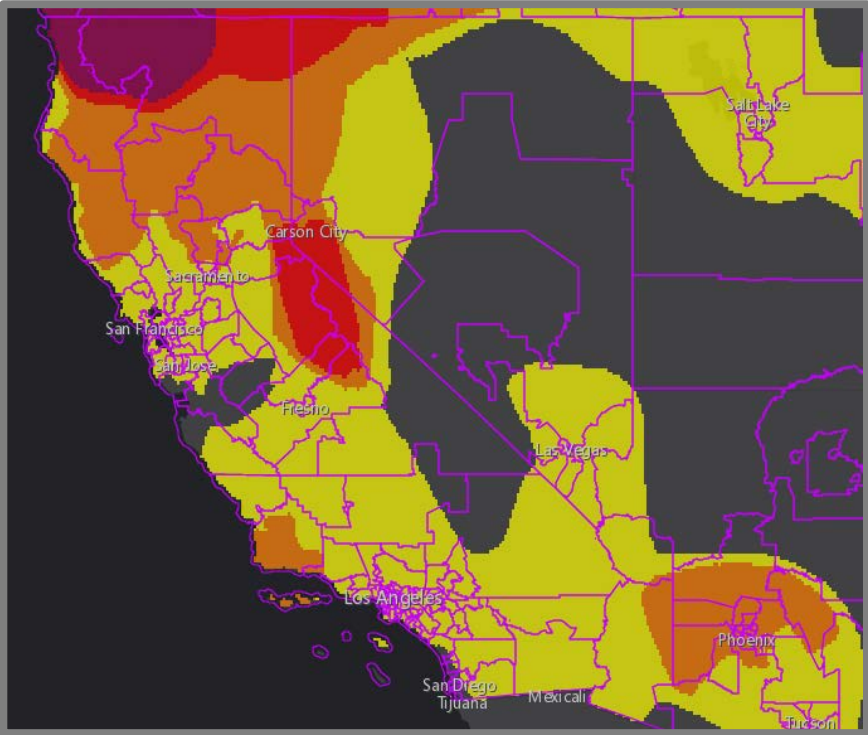 Salt Lake
City
Carson City
Sacramento
San Francisco
San Jose
Fresno
Las Vegas
Los Angeles
Phoenix
San Diego
Tijuana
Mexicali
Tucson